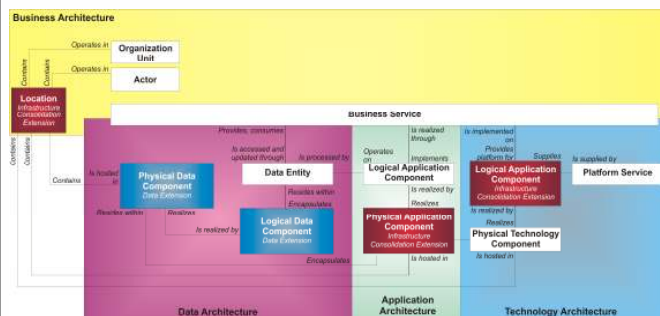 Business Architecture
Operates in
Organization
Unit
Operates in
Actor
Contains
Contains
Contains
Location
Infrastructure
Consolidation
Extension
Business Service
Provides, consumes
Is realized
through
Is implemented
on
Is accessed and
updated through
Is processed by
Operates
on
Implements
Provides
platform for
Supplies
Is supplied by
Contains
Contains
Contains
Is hosted
in
Physical Data
Component
Data Extension
Data Entity
Logical Application
Component
Logical Application
Component
Infrastructure
Consolidation Extension
Platform Service
Resides within
Encapsulates
Is realized by
Realizes
Is realized by
Realizes
Resides within
Realizes
Is realized by
Logical Data
Component
Data Extension
Physical Application
Component
Infrastructure
Consolidation Extension
Physical Technology
Component
Encapsulates
Is hosted in
Is hosted in
Data Architecture
Application
Architecture
Technology Architecture